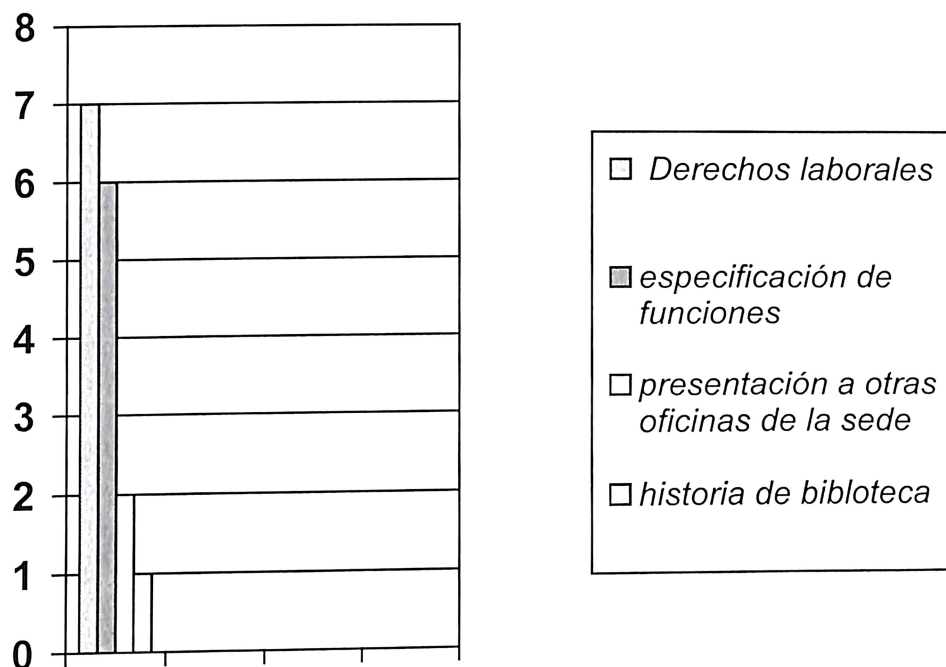 8
7
6
5
4
3
2
1
0
Derechos laborales
especificación de
funciones
presentación a otras
oficinas de la sede
historia de bibloteca